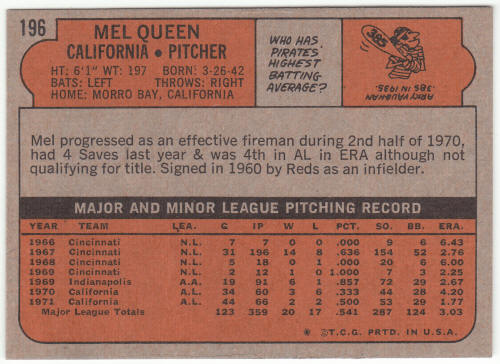 196
MEL QUEEN
CALIFORNIA • PITCHER
HT: 6'1" WT: 197 BORN: 3-26-42
BATS: LEFT THROWS: RIGHT
HOME: MORRO BAY, CALIFORNIA
WHO HAS
PIRATES'
HIGHEST
BATTING
AVERAGE?
.385
ARKY VAUGHAN
.385 IN 1935.
Mel progressed as an effective fireman during 2nd half of 1970,
had 4 Saves last year & was 4th in AL in ERA although not
qualifying for title. Signed in 1960 by Reds as an infielder.
MAJOR AND MINOR LEAGUE PITCHING RECORD
YEAR TEAM LEA. G IP W L PCT. SO. BB. ERA.
1966 Cincinnati N.L. 7 7 0 0 .000 9 6 6.43
1967 Cincinnati N.L. 31 196 14 8 .636 154 52 2.76
1968 Cincinnati N.L. 5 18 0 1 .000 20 6 6.00
1969 Cincinnati N.L. 2 12 1 0 1.000 7 3 2.25
1969 Indianapolis A.A. 19 91 6 1 .857 72 29 2.67
1970 California A.L. 34 60 3 6 .333 44 28 4.20
1971 California A.L. 44 66 2 2 .500 53 29 1.77
Major League Totals 123 359 20 17 .541 287 124 3.03
* ©T.C.G. PRTD. IN U.S.A.